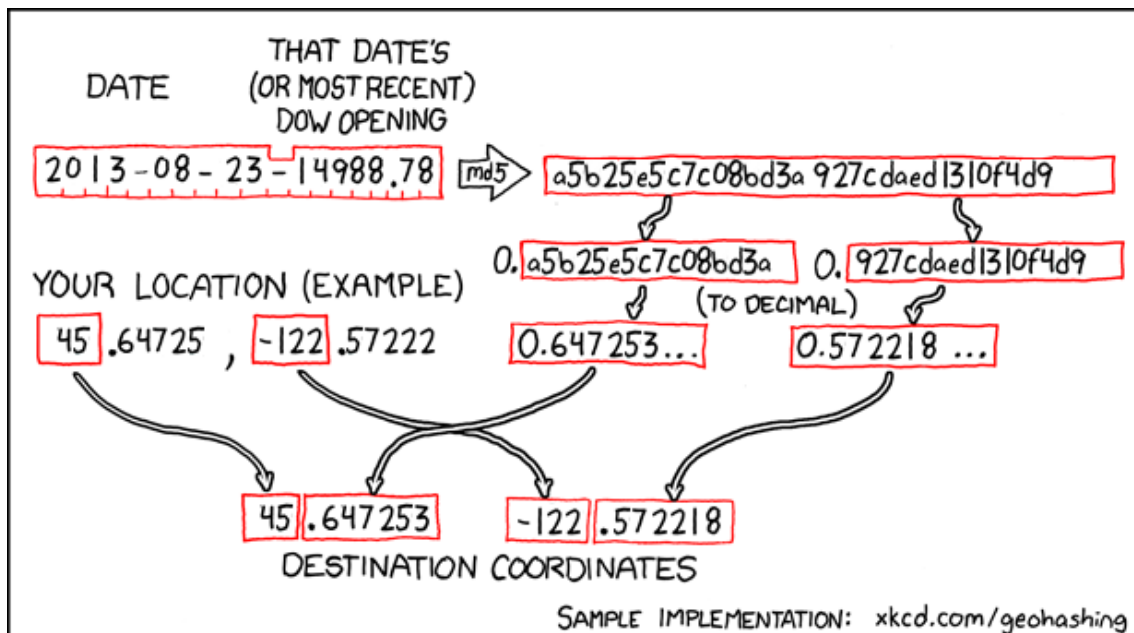 DATE
THAT DATE'S
(OR MOST RECENT)
DOW OPENING
2013-08-23-14988.78
md5
a5b25e5c7c08bd3a927cdaed1310f4d9
0.a5b25e5c7c08bd3a
0.927cdaed1310f4d9
(TO DECIMAL)
YOUR LOCATION (EXAMPLE)
45.64725, -122.57222
0.647253...
0.572218...
45.647253
-122.572218
DESTINATION COORDINATES
SAMPLE IMPLEMENTATION: xkcd.com/geohashing